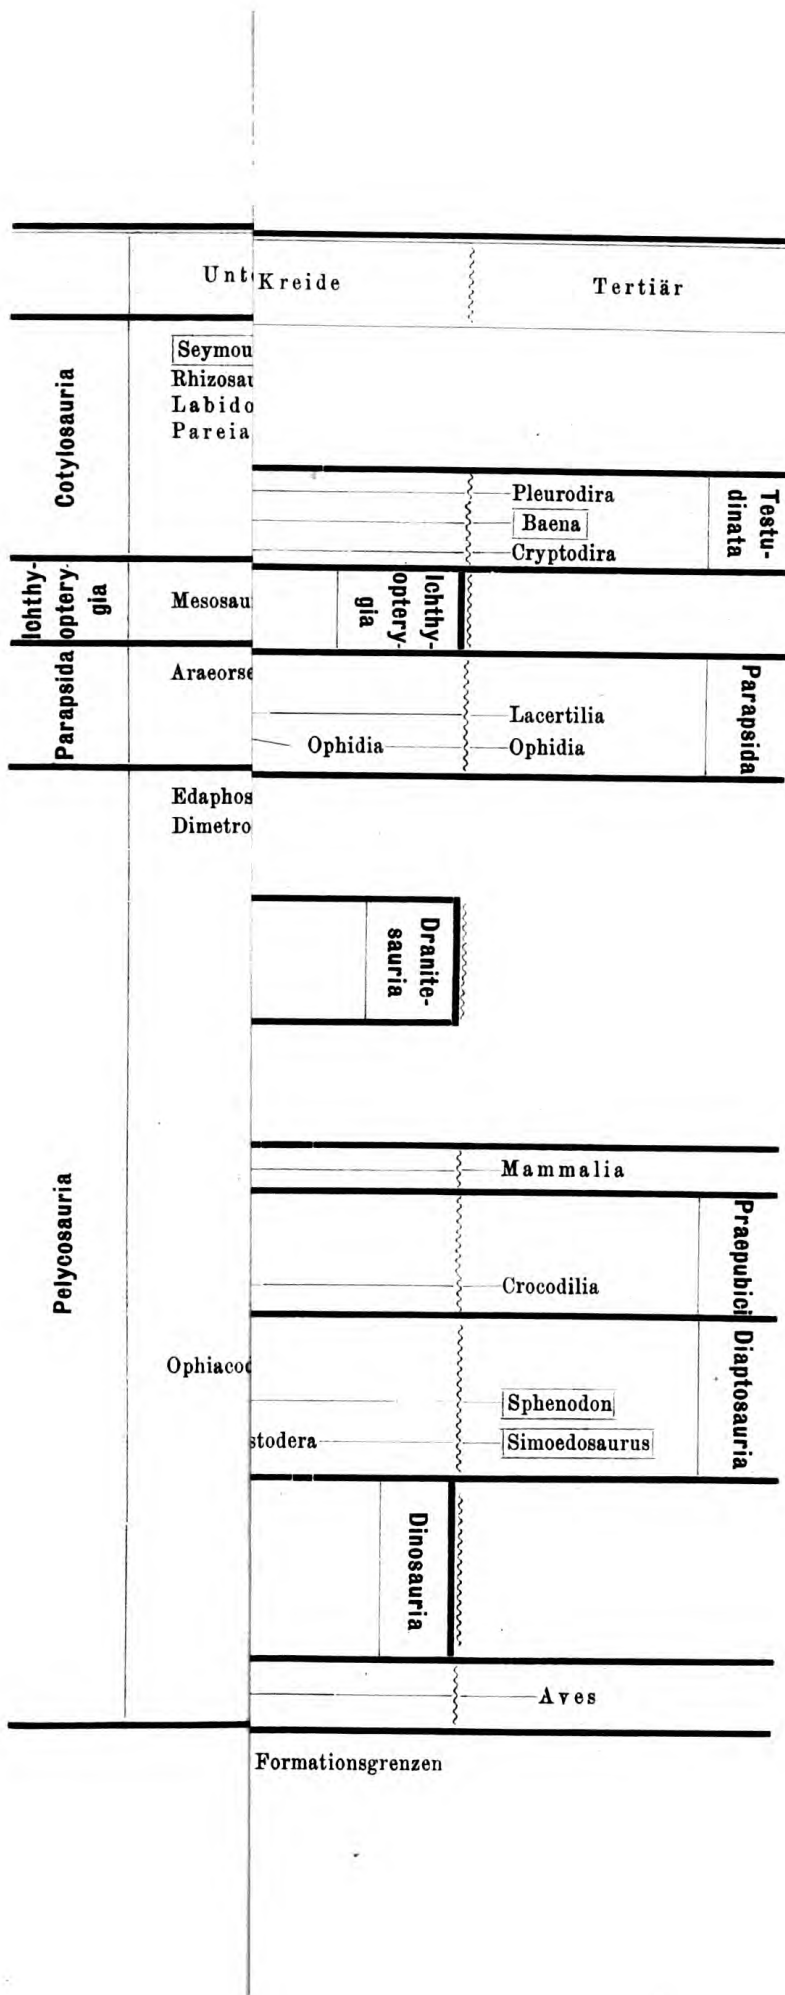 Unt
Kreide
Tertiär
Cotylosauria
Seymou
Rhizosau
Labido
Pareia
Pleurodira
Baena
Cryptodira
Testu-
dinata
Ichthy-
optery-
gia
Mesosau
Ichthy-
optery-
gia
Parapsida
Araeorse
Lacertilia
Ophidia
Ophidia
Parapsida
Pelycosauria
Edaphos
Dimetro
Dranite-
sauria
Mammalia
Crocodilia
Praepubici
Ophiacod
Sphenodon
stodera
Simoedosaurus
Diaptosauria
Dinosauria
Aves
Formationsgrenzen